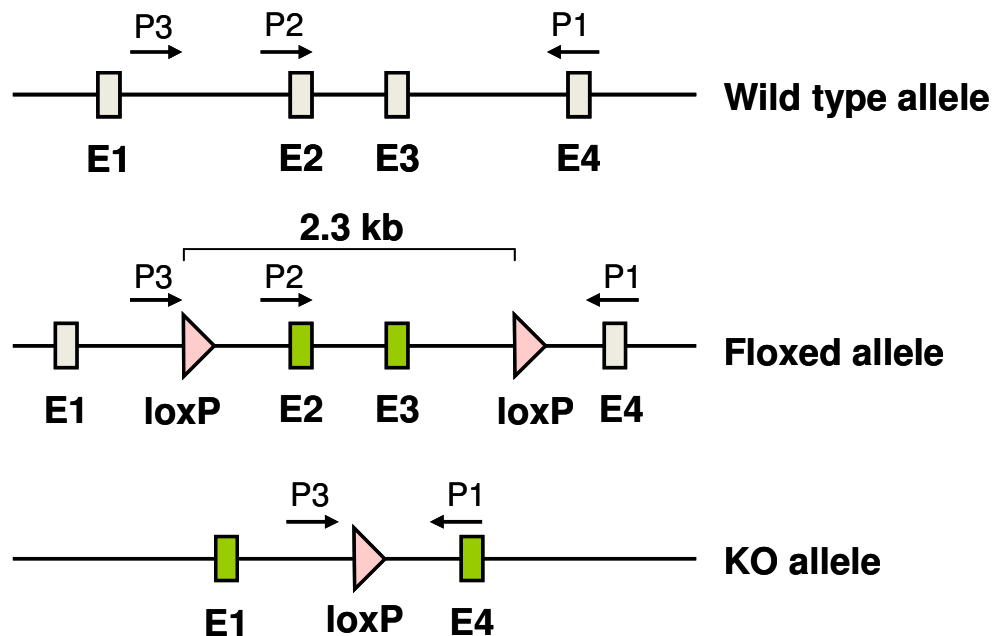 P3 P2 P1
Wild type allele
E1 E2 E3 E4
2.3 kb
P3 P2 P1
Floxed allele
E1 loxP E2 E3 loxP E4
P3 P1
KO allele
E1 loxP E4